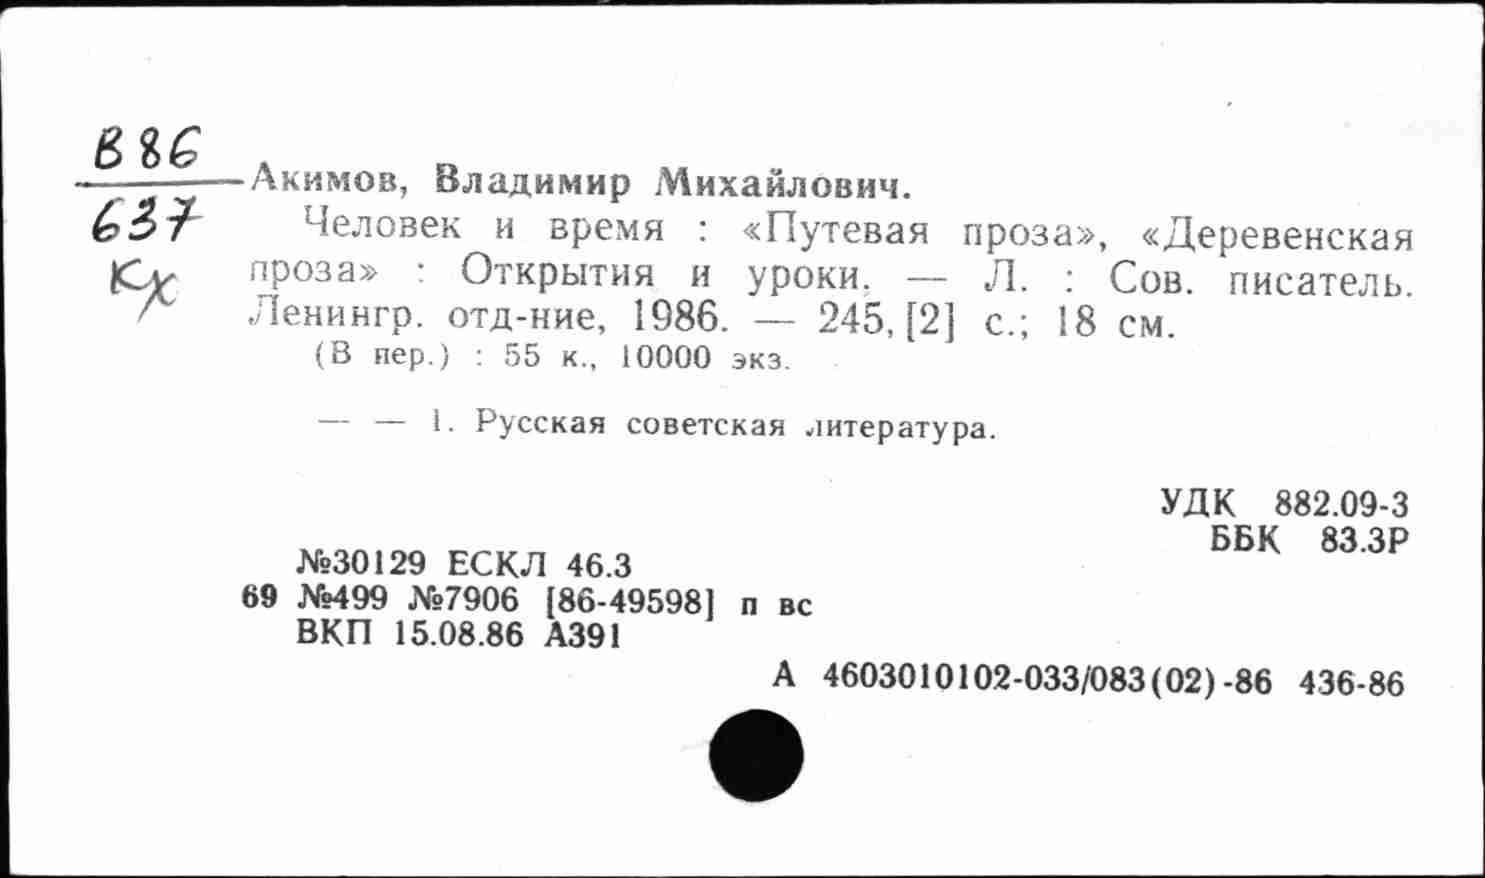 В 86
637
Кх
Акимов, Владимир Михайлович.
Человек и время : «Путевая проза», «Деревенская
проза» : Открытия и уроки. — Л. : Сов. писатель.
Ленингр. отд-ние, 1986. — 245, [2] с.; 18 см.
(В пер.) : 55 к., 10000 экз.
— — 1. Русская советская литература.
УДК 882.09-3
ББК 83.3Р
№30129 ЕСКЛ 46.3
69 №499 №7906 [86-49598] п вс
ВКП 15.08.86 А391
А 4603010102-033/083(02)-86 436-86